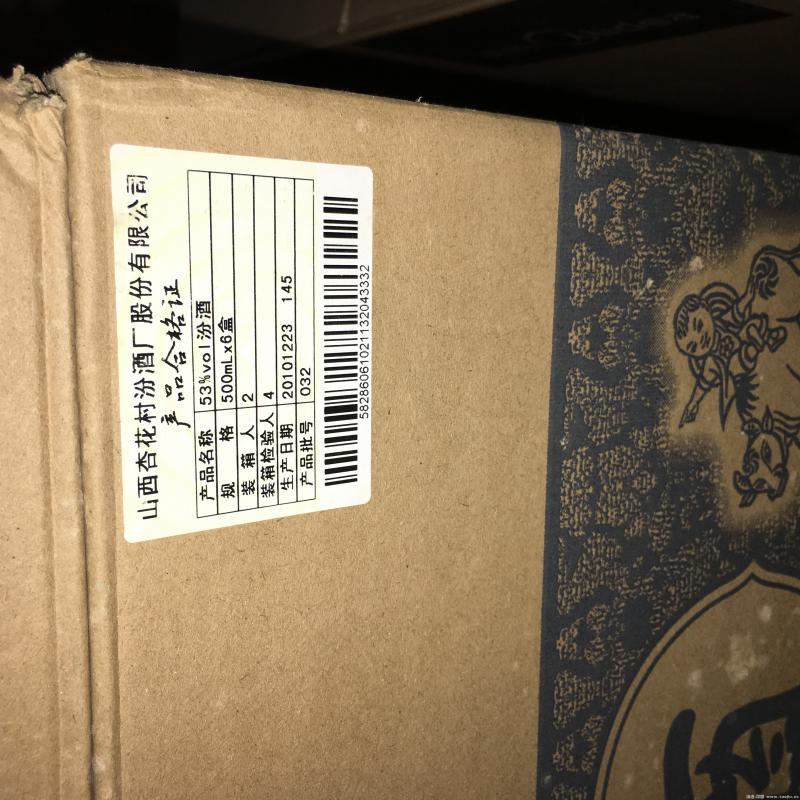 山西杏花村汾酒厂股份有限公司
产品合格证
产品名称 53%vol汾酒
规 格 500mL×6盒
装 箱 人 2
装箱检验人 4
生产日期 20101223 145
产品批号 032
58286061021132043332